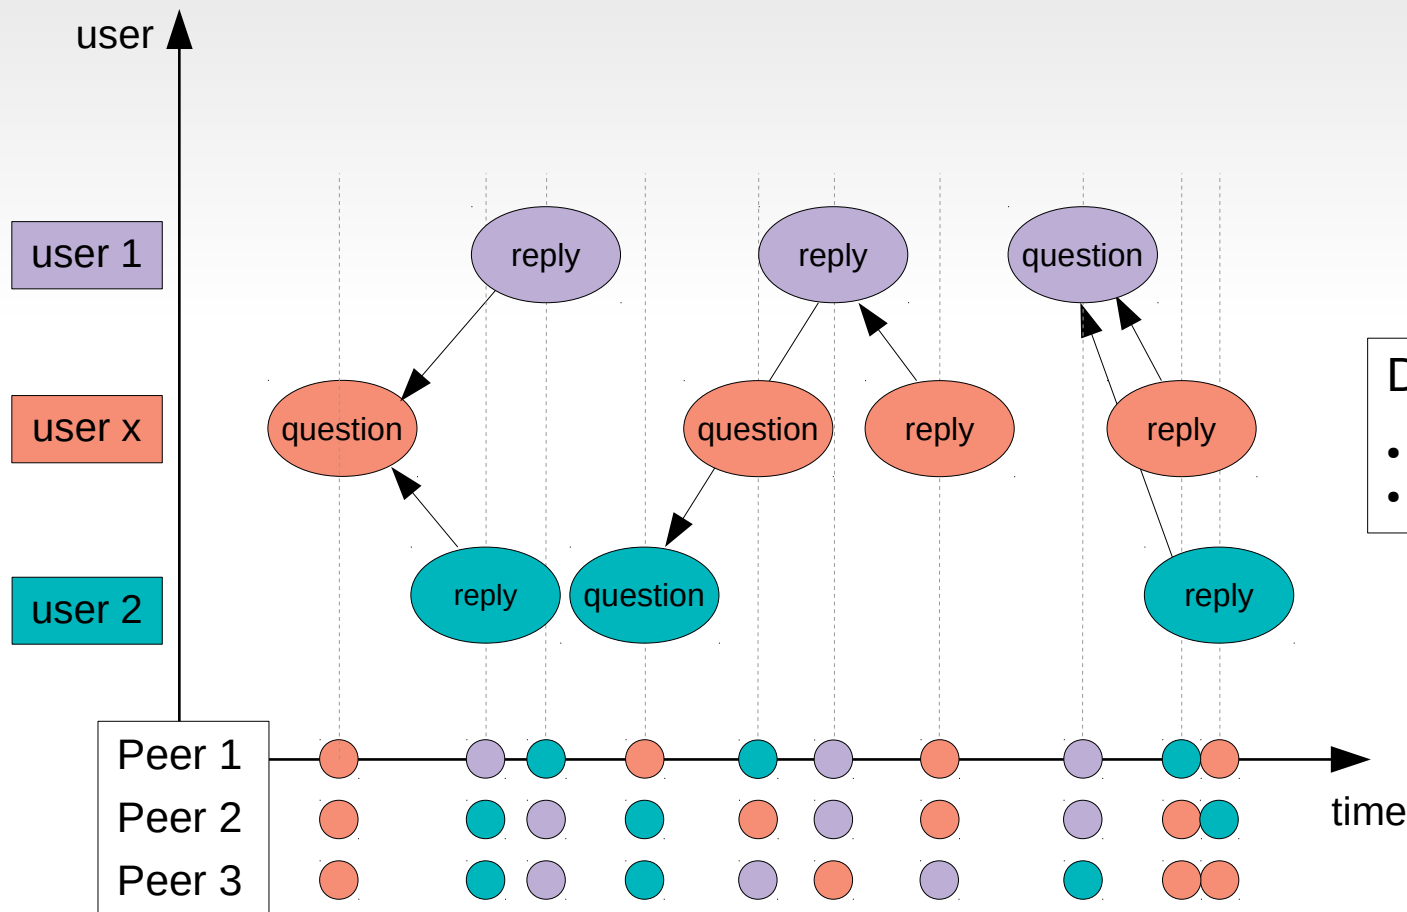 user
user 1
reply
reply
question
user x
question
question
reply
reply
D
•
•
user 2
reply
question
reply
Peer 1
Peer 2
time
Peer 3